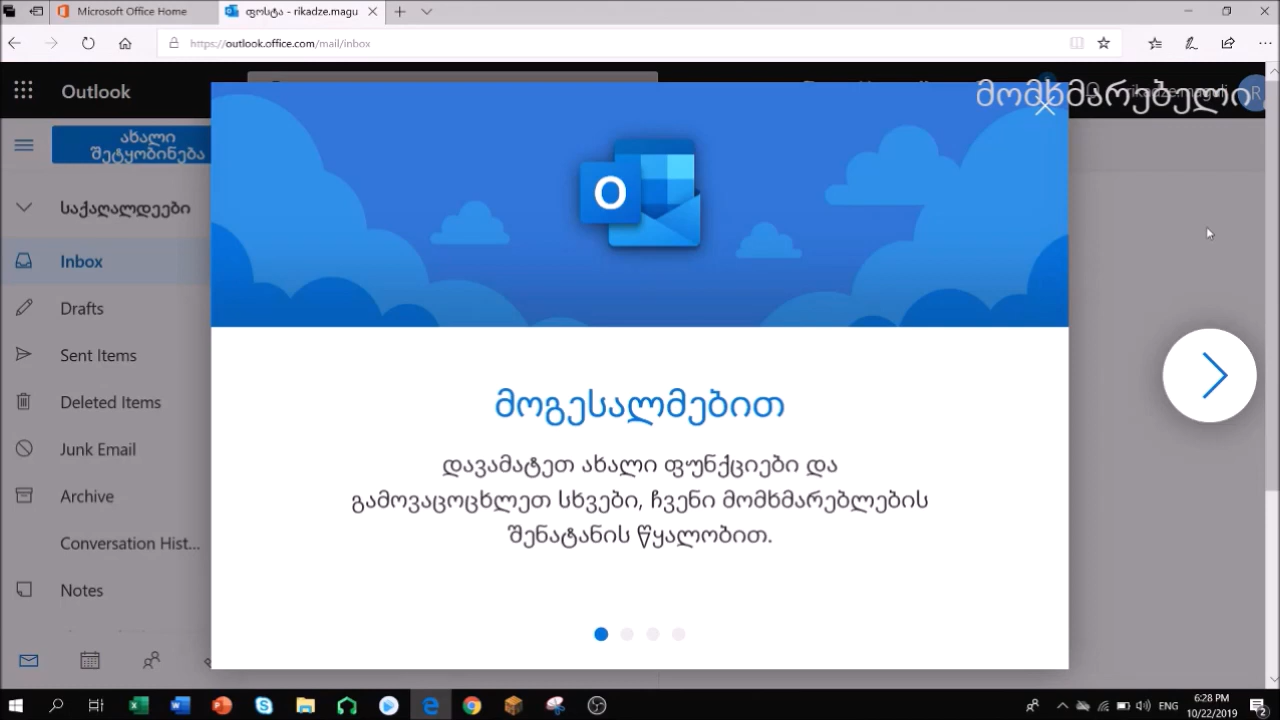 Microsoft Office Home
ფოსტა - rikadze.magu
https://outlook.office.com/mail/inbox
Outlook
მომხმარებელი
R
ახალი
შეტყობინება
საქაღალდეები
Inbox
Drafts
Sent Items
Deleted Items
Junk Email
Archive
Conversation Hist...
Notes
O
მოგესალმებით
დავამატეთ ახალი ფუნქციები და
გამოვაცოცხლეთ სხვები, ჩვენი მომხმარებლების
შენატანის წყალობით.
ENG
6:28 PM
10/22/2019
2